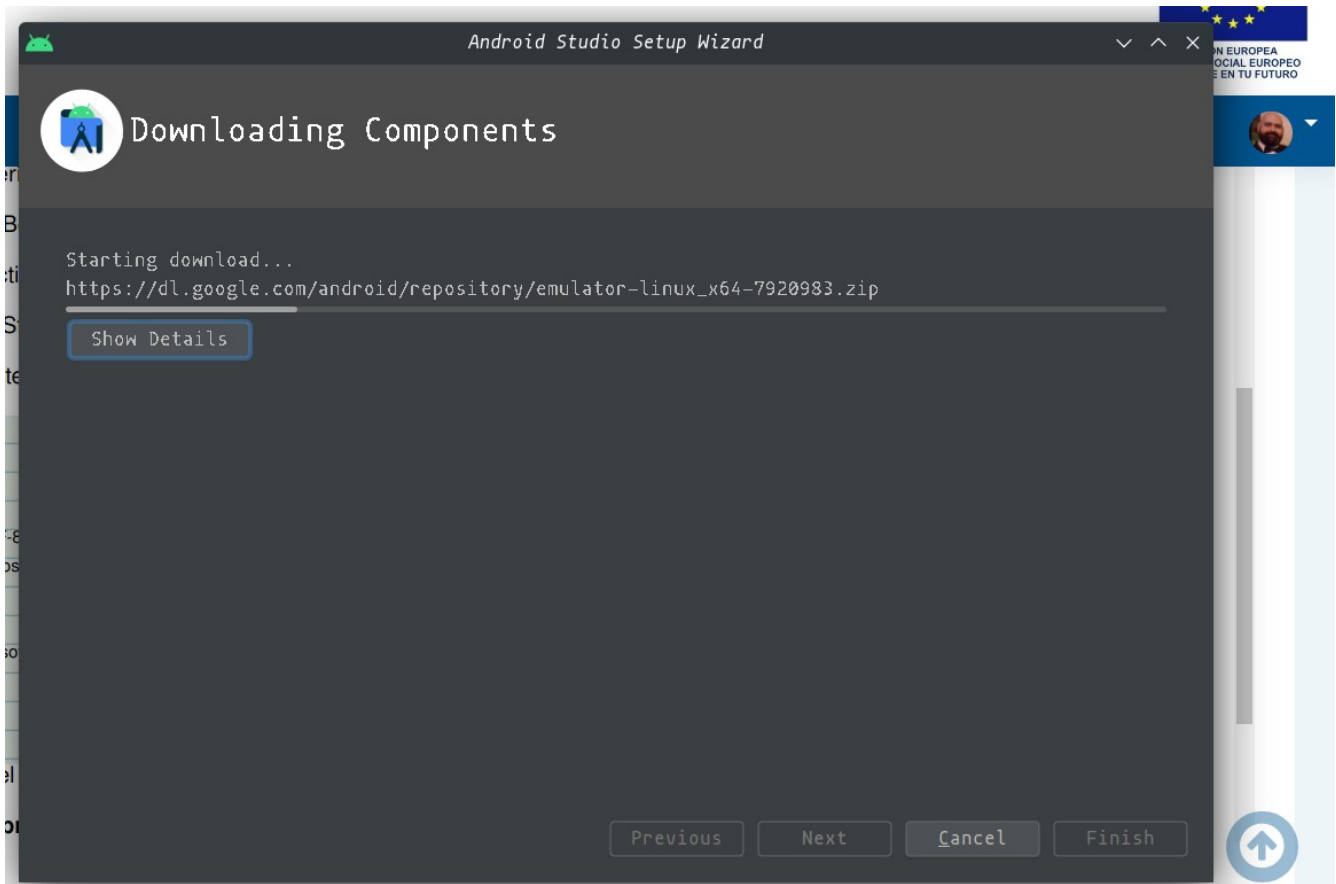 Android Studio Setup Wizard
EUROPEA
EUROPEO
EN TU FUTURO
Downloading Components
Starting download...
https://dl.google.com/android/repository/emulator-linux_x64-7920983.zip
Show Details
Previous
Next
Cancel
Finish